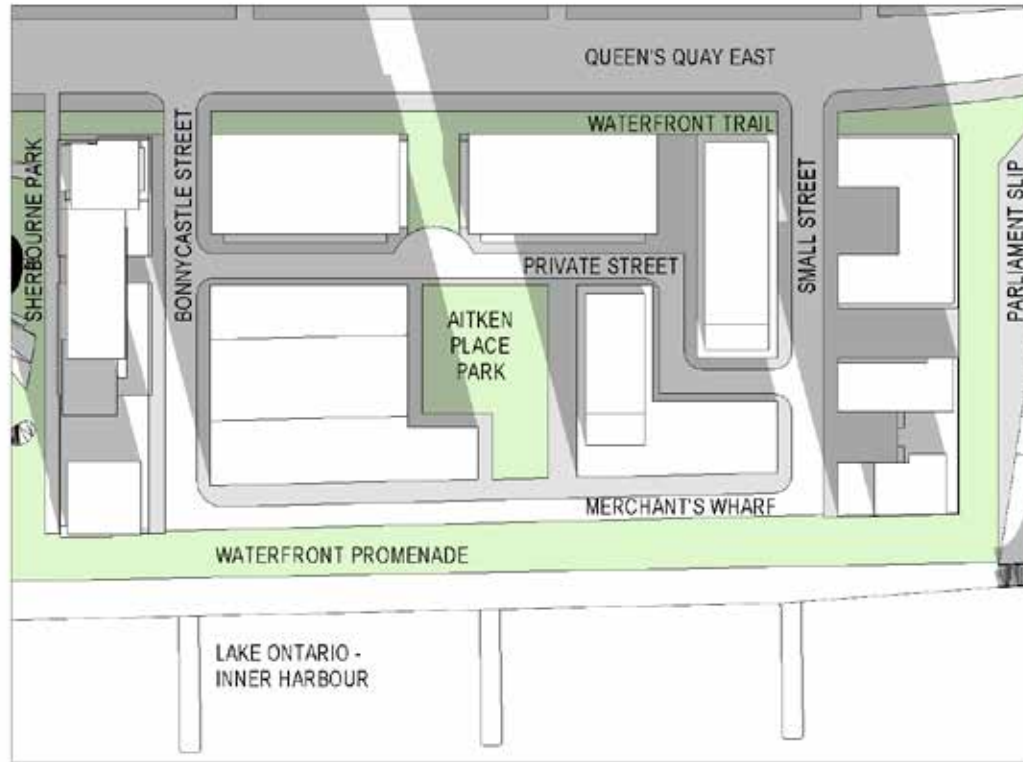 QUEEN'S QUAY EAST
WATERFRONT TRAIL
SHERBOURNE PARK
BONNYCASTLE STREET
SMALL STREET
PARLIAMENT SLIP
PRIVATE STREET
AITKEN
PLACE
PARK
MERCHANT'S WHARF
WATERFRONT PROMENADE
LAKE ONTARIO -
INNER HARBOUR